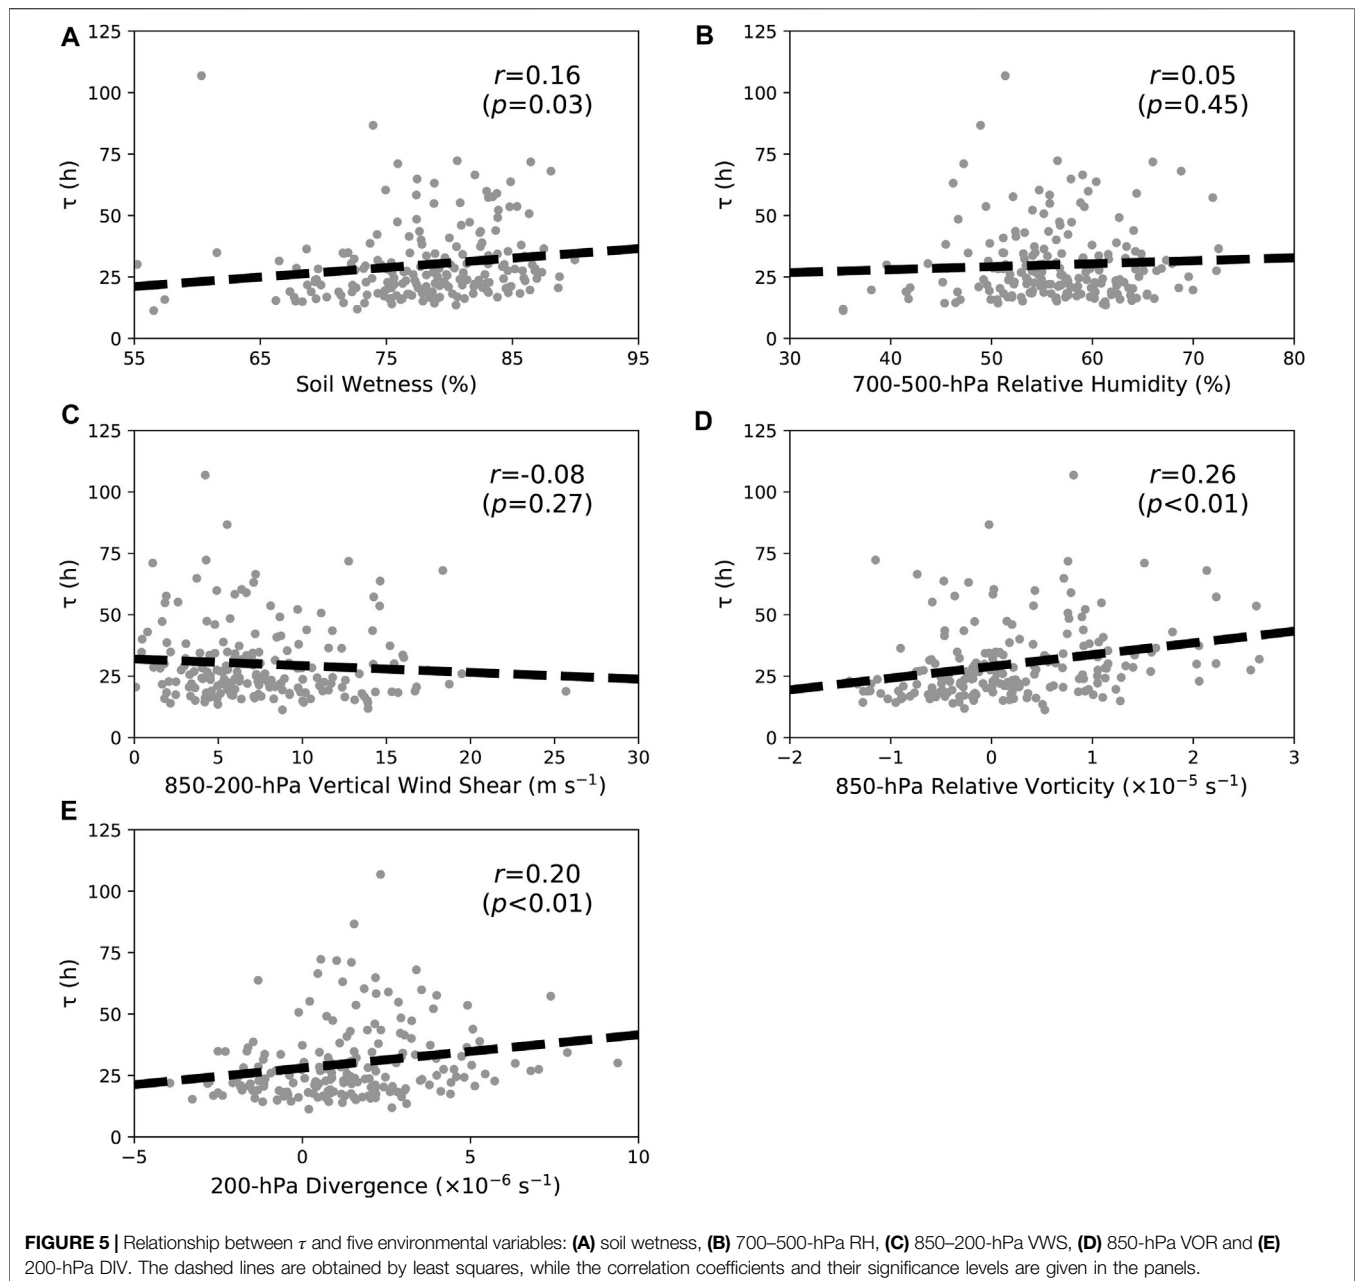 A
125
100
75
50
25
0
τ (h)
r=0.16
(p=0.03)
55 65 75 85 95
Soil Wetness (%)
B
125
100
75
50
25
0
τ (h)
r=0.05
(p=0.45)
30 40 50 60 70 80
700-500-hPa Relative Humidity (%)
C
125
100
75
50
25
0
τ (h)
r=-0.08
(p=0.27)
0 5 10 15 20 25 30
850-200-hPa Vertical Wind Shear (m s⁻¹)
D
125
100
75
50
25
0
τ (h)
r=0.26
(p<0.01)
−2 −1 0 1 2 3
850-hPa Relative Vorticity (×10⁻⁵ s⁻¹)
E
125
100
75
50
25
0
τ (h)
r=0.20
(p<0.01)
−5 0 5 10
200-hPa Divergence (×10⁻⁶ s⁻¹)
FIGURE 5 | Relationship between τ and five environmental variables: (A) soil wetness, (B) 700–500-hPa RH, (C) 850–200-hPa VWS, (D) 850-hPa VOR and (E)
200-hPa DIV. The dashed lines are obtained by least squares, while the correlation coefficients and their significance levels are given in the panels.